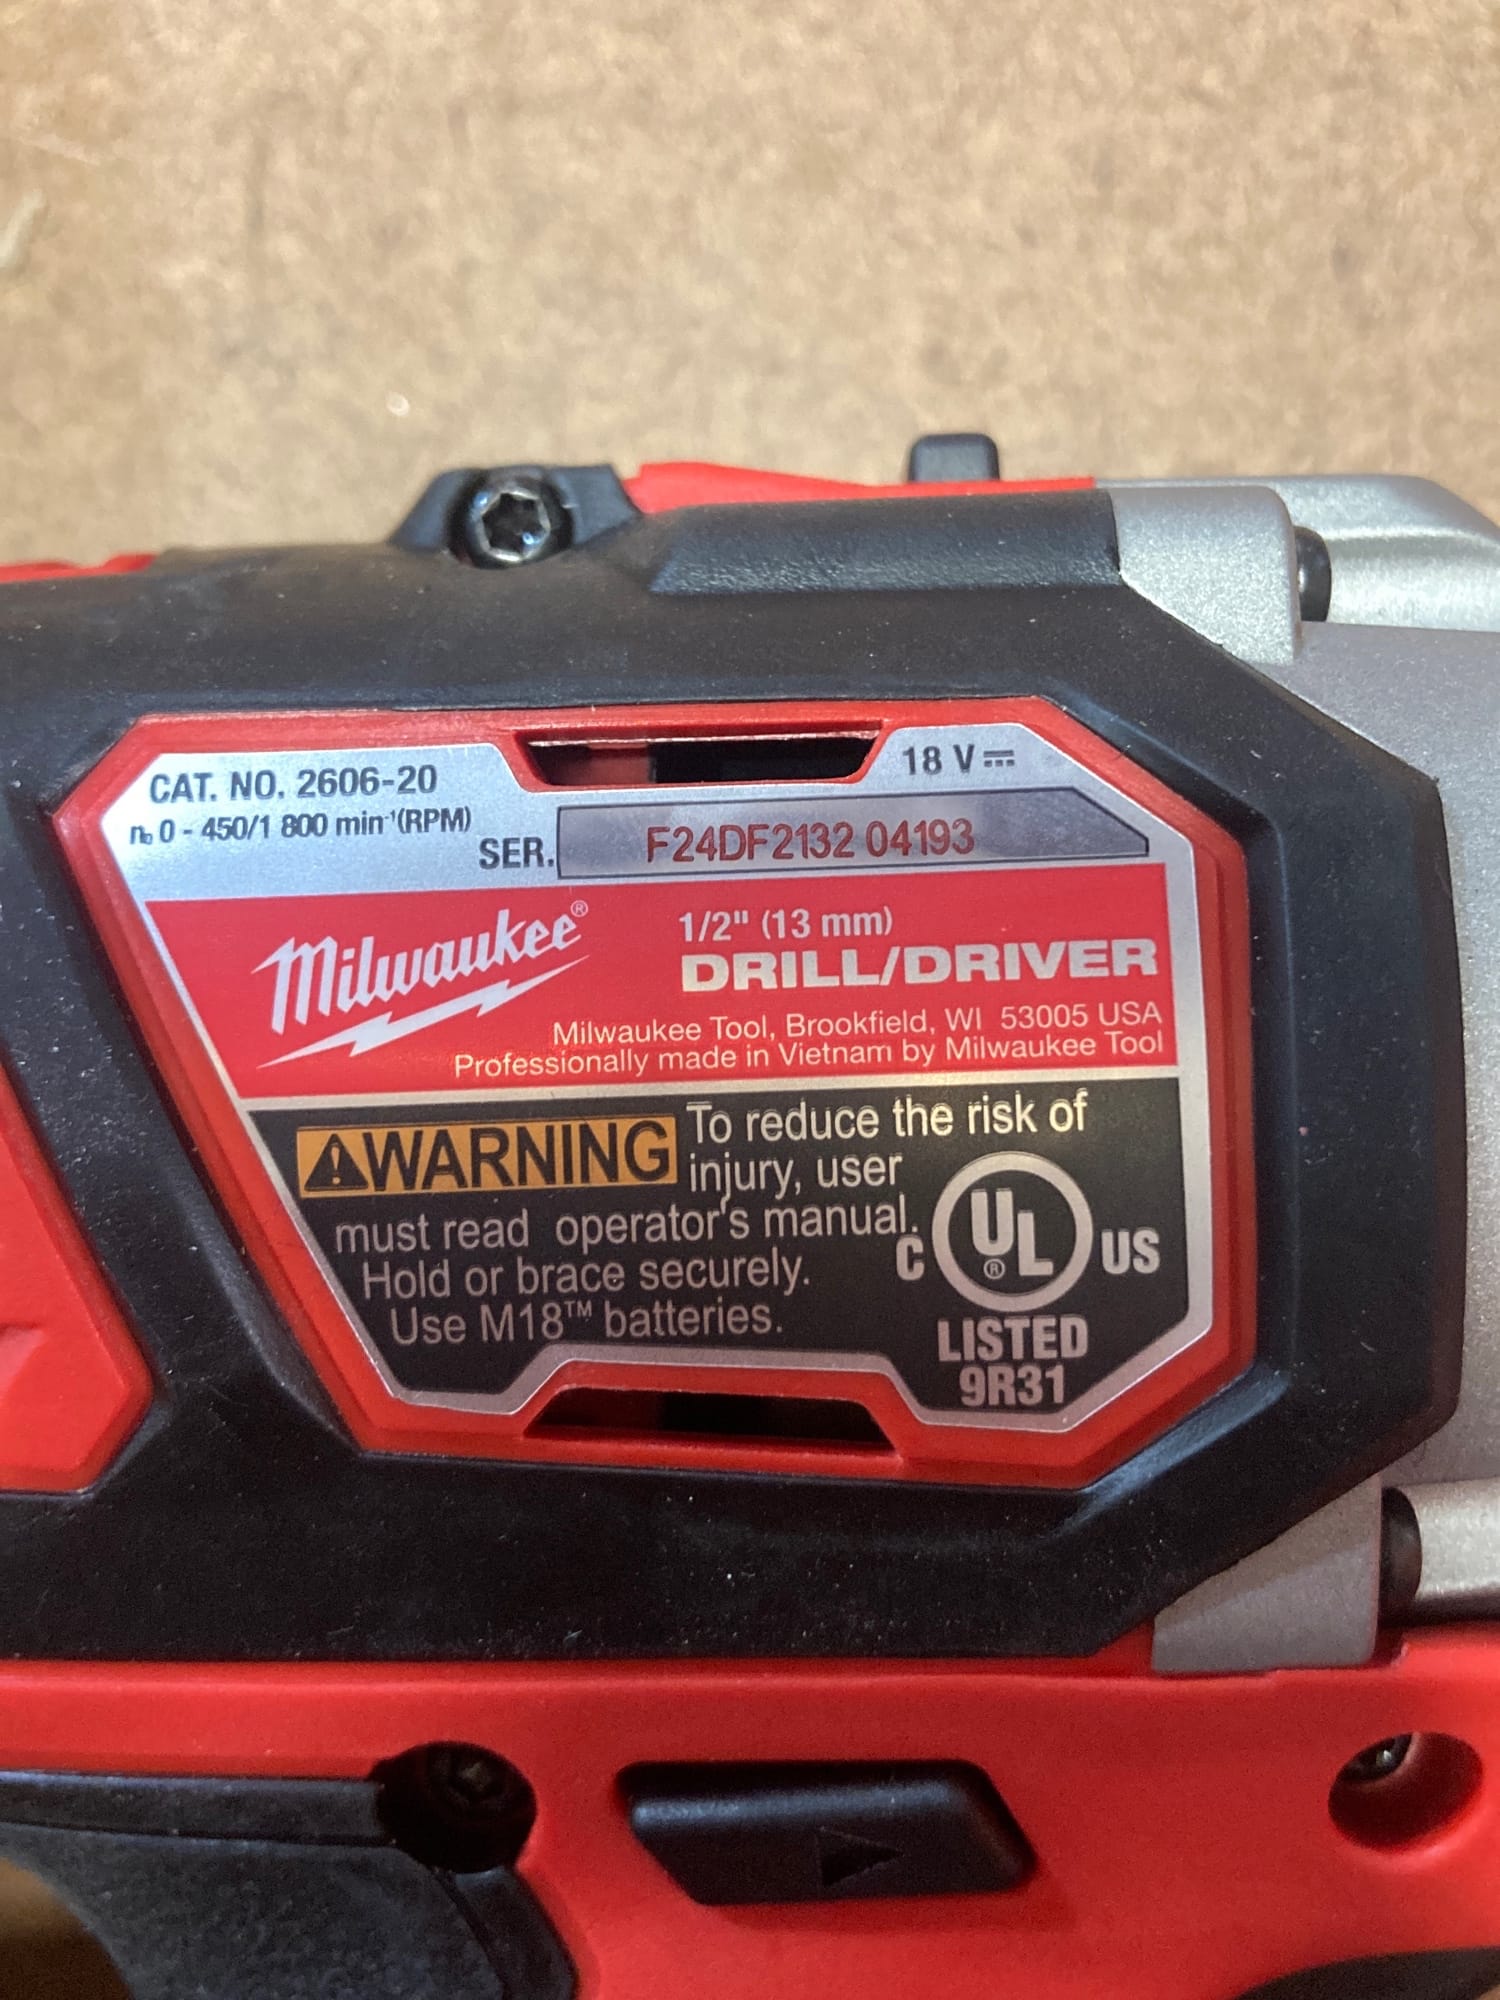 CAT. NO. 2606-20
18 V ⎓
n₀ 0 - 450/1 800 min⁻¹(RPM)
SER. F24DF2132 04193
Milwaukee®
1/2" (13 mm)
DRILL/DRIVER
Milwaukee Tool, Brookfield, WI 53005 USA
Professionally made in Vietnam by Milwaukee Tool
⚠WARNING To reduce the risk of
injury, user
must read operator's manual.
Hold or brace securely.
Use M18™ batteries.
C UL® US
LISTED
9R31